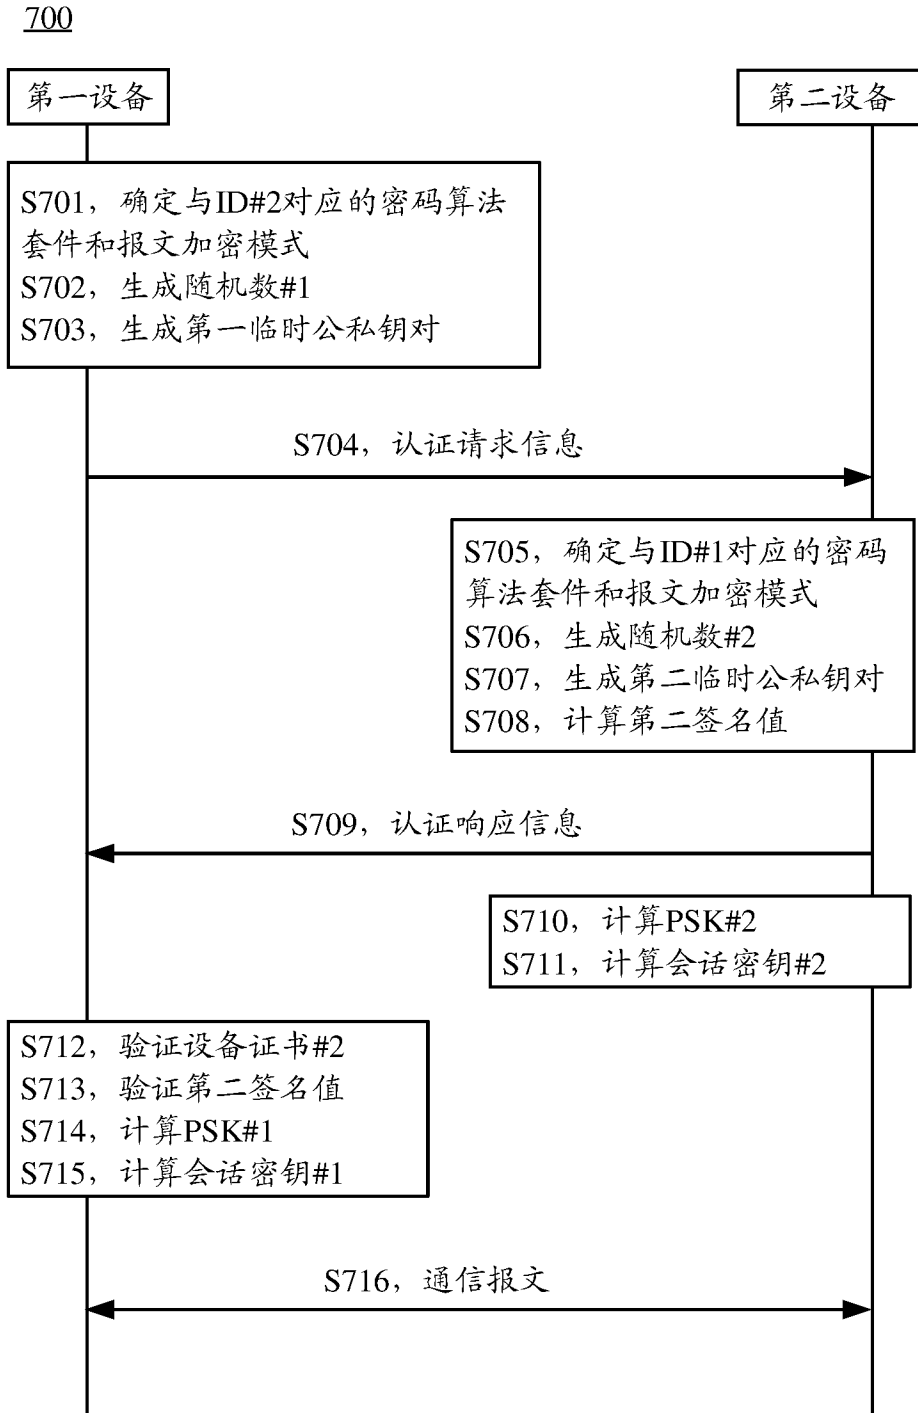 700
第一设备
第二设备
S701，确定与ID#2对应的密码算法
套件和报文加密模式
S702，生成随机数#1
S703，生成第一临时公私钥对
S704，认证请求信息
S705，确定与ID#1对应的密码
算法套件和报文加密模式
S706，生成随机数#2
S707，生成第二临时公私钥对
S708，计算第二签名值
S709，认证响应信息
S710，计算PSK#2
S711，计算会话密钥#2
S712，验证设备证书#2
S713，验证第二签名值
S714，计算PSK#1
S715，计算会话密钥#1
S716，通信报文